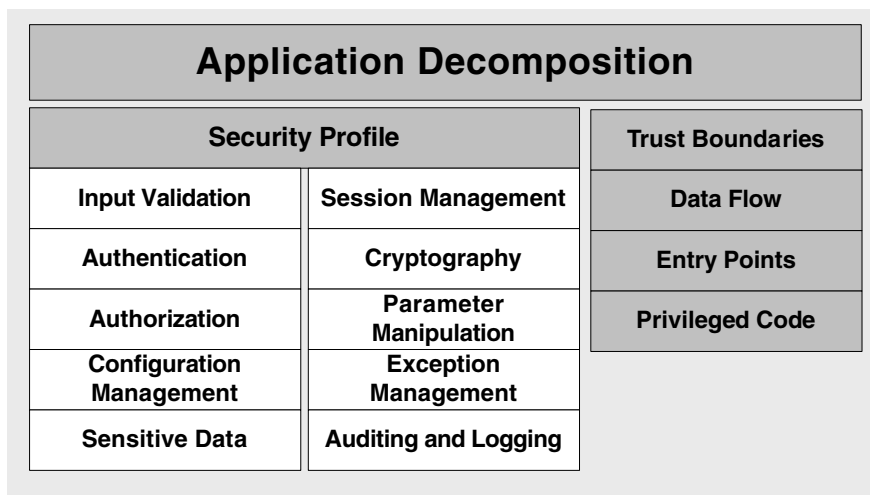 Application Decomposition
Security Profile
Input Validation
Session Management
Authentication
Cryptography
Authorization
Parameter
Manipulation
Configuration
Management
Exception
Management
Sensitive Data
Auditing and Logging
Trust Boundaries
Data Flow
Entry Points
Privileged Code